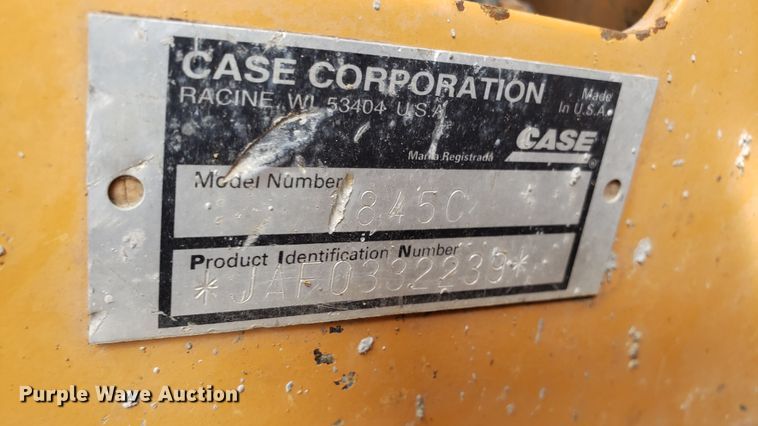 CASE CORPORATION
RACINE, WI. 53404 U.S.A.
Made
In U.S.A.
CASE
®
Marca Registrada
Model Number
1845C
Product Identification Number
*JAF0332239*
Purple Wave Auction